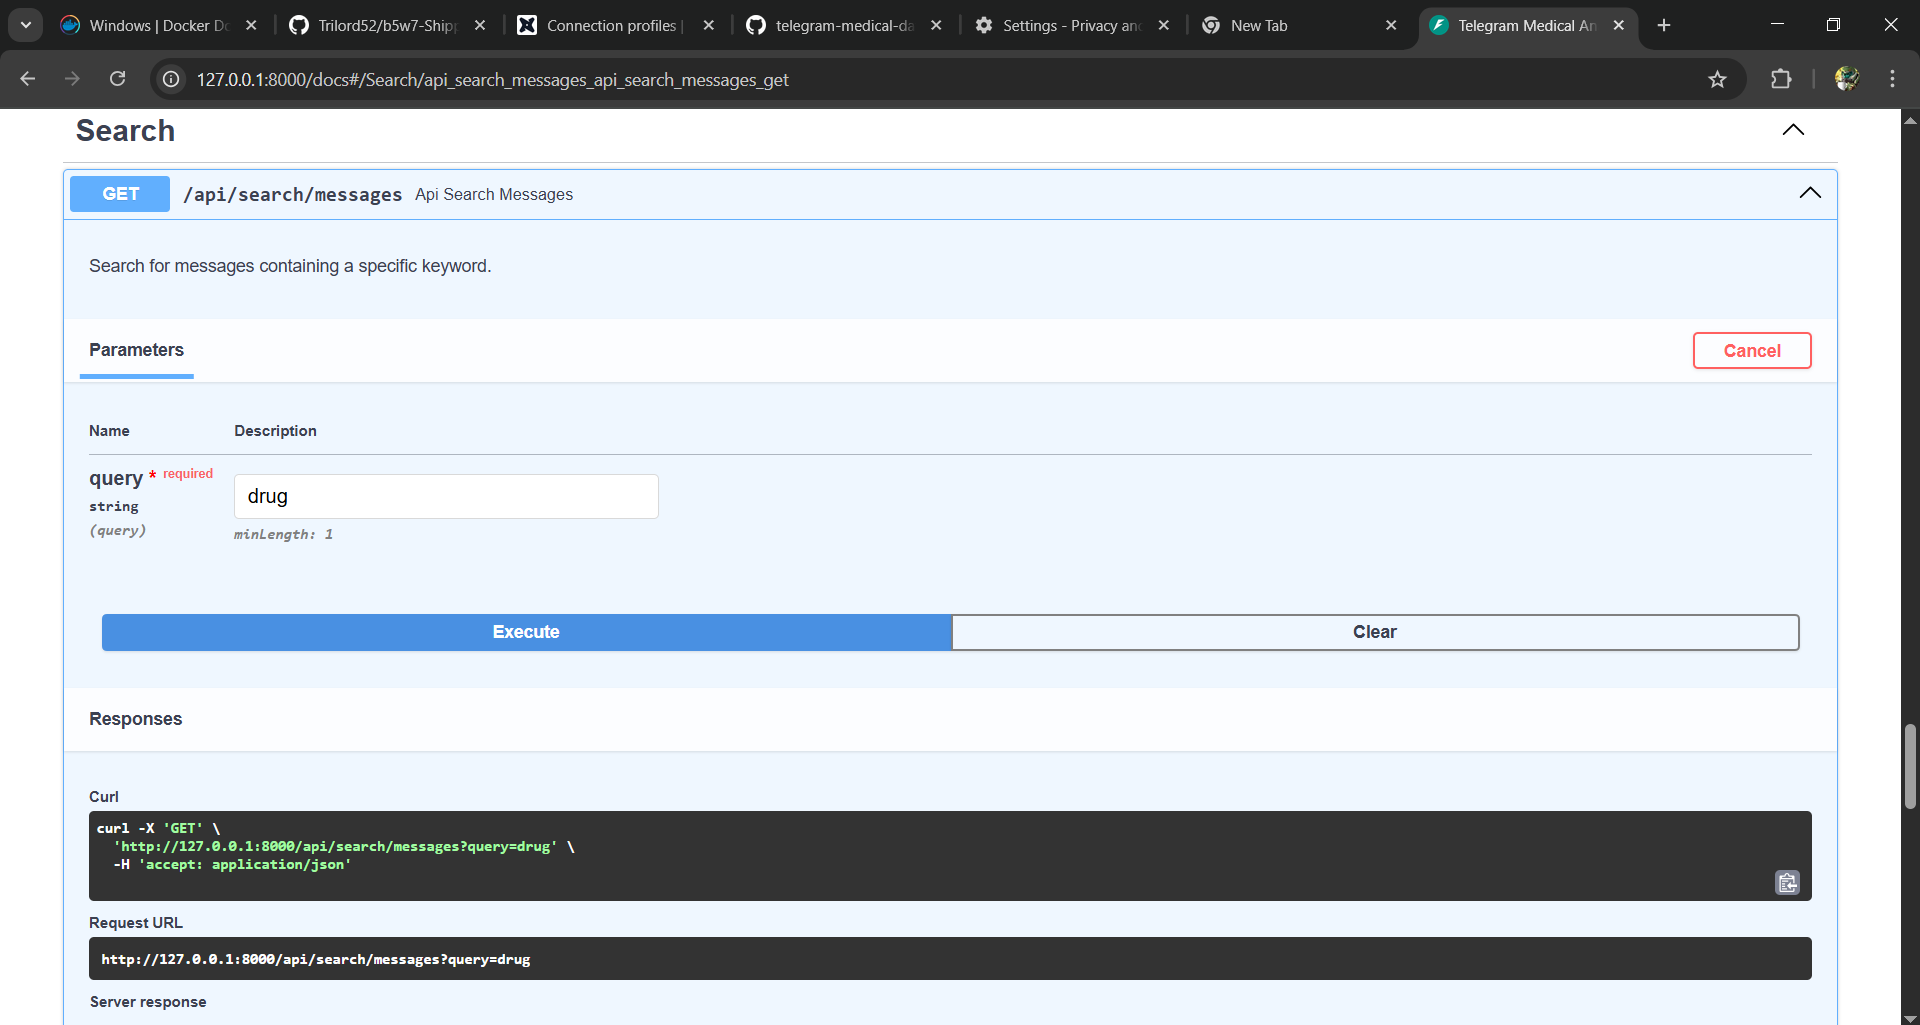 Windows | Docker Do
Trilord52/b5w7-Shipp
Connection profiles |
telegram-medical-da
Settings - Privacy and
New Tab
Telegram Medical An
127.0.0.1:8000/docs#/Search/api_search_messages_api_search_messages_get
Search
GET /api/search/messages Api Search Messages
Search for messages containing a specific keyword.
Parameters
Cancel
Name Description
query * required
string
(query)
drug
minLength: 1
Execute
Clear
Responses
Curl
curl -X 'GET' \
'http://127.0.0.1:8000/api/search/messages?query=drug' \
-H 'accept: application/json'
Request URL
http://127.0.0.1:8000/api/search/messages?query=drug
Server response